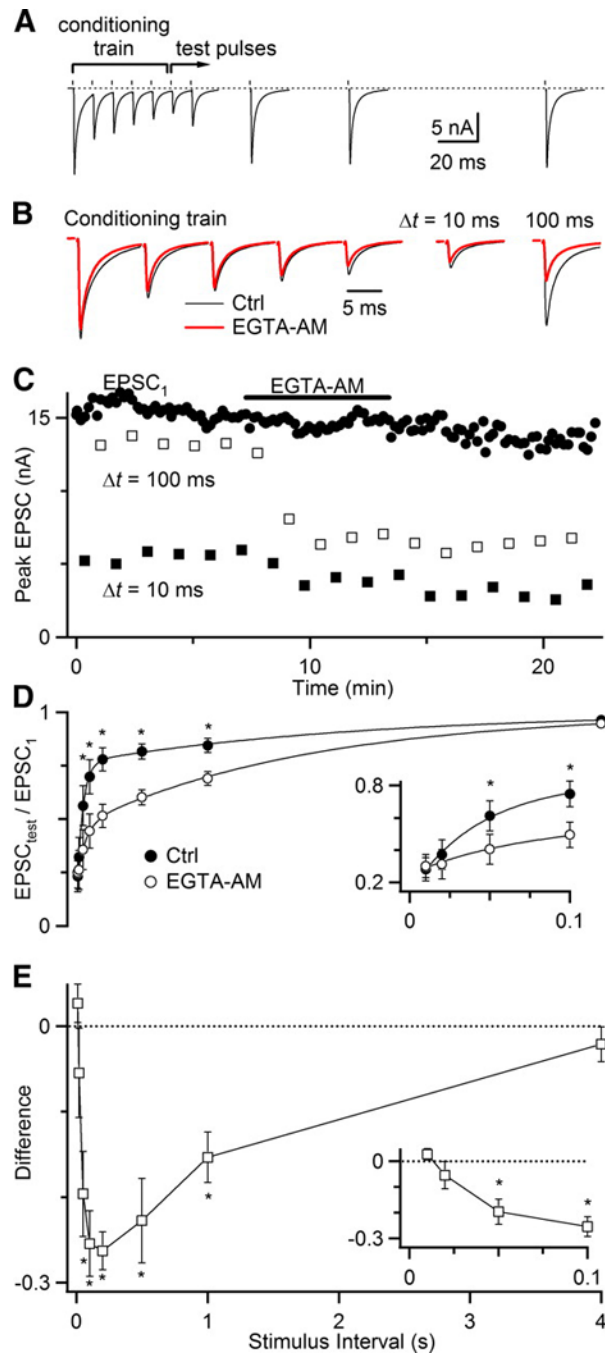 A
conditioning
train
test pulses
5 nA
20 ms
B
Conditioning train
Δt = 10 ms
100 ms
Ctrl
EGTA-AM
5 ms
C
EPSC1
EGTA-AM
15
Δt = 100 ms
Δt = 10 ms
0
Peak EPSC (nA)
0
10
20
Time (min)
D
1
0
EPSCtest / EPSC1
* * * * *
Ctrl
EGTA-AM
0.8
0.2
* *
0
0.1
E
0
-0.3
Difference
* * * * *
0
-0.3
* *
0
0.1
0
1
2
3
4
Stimulus Interval (s)